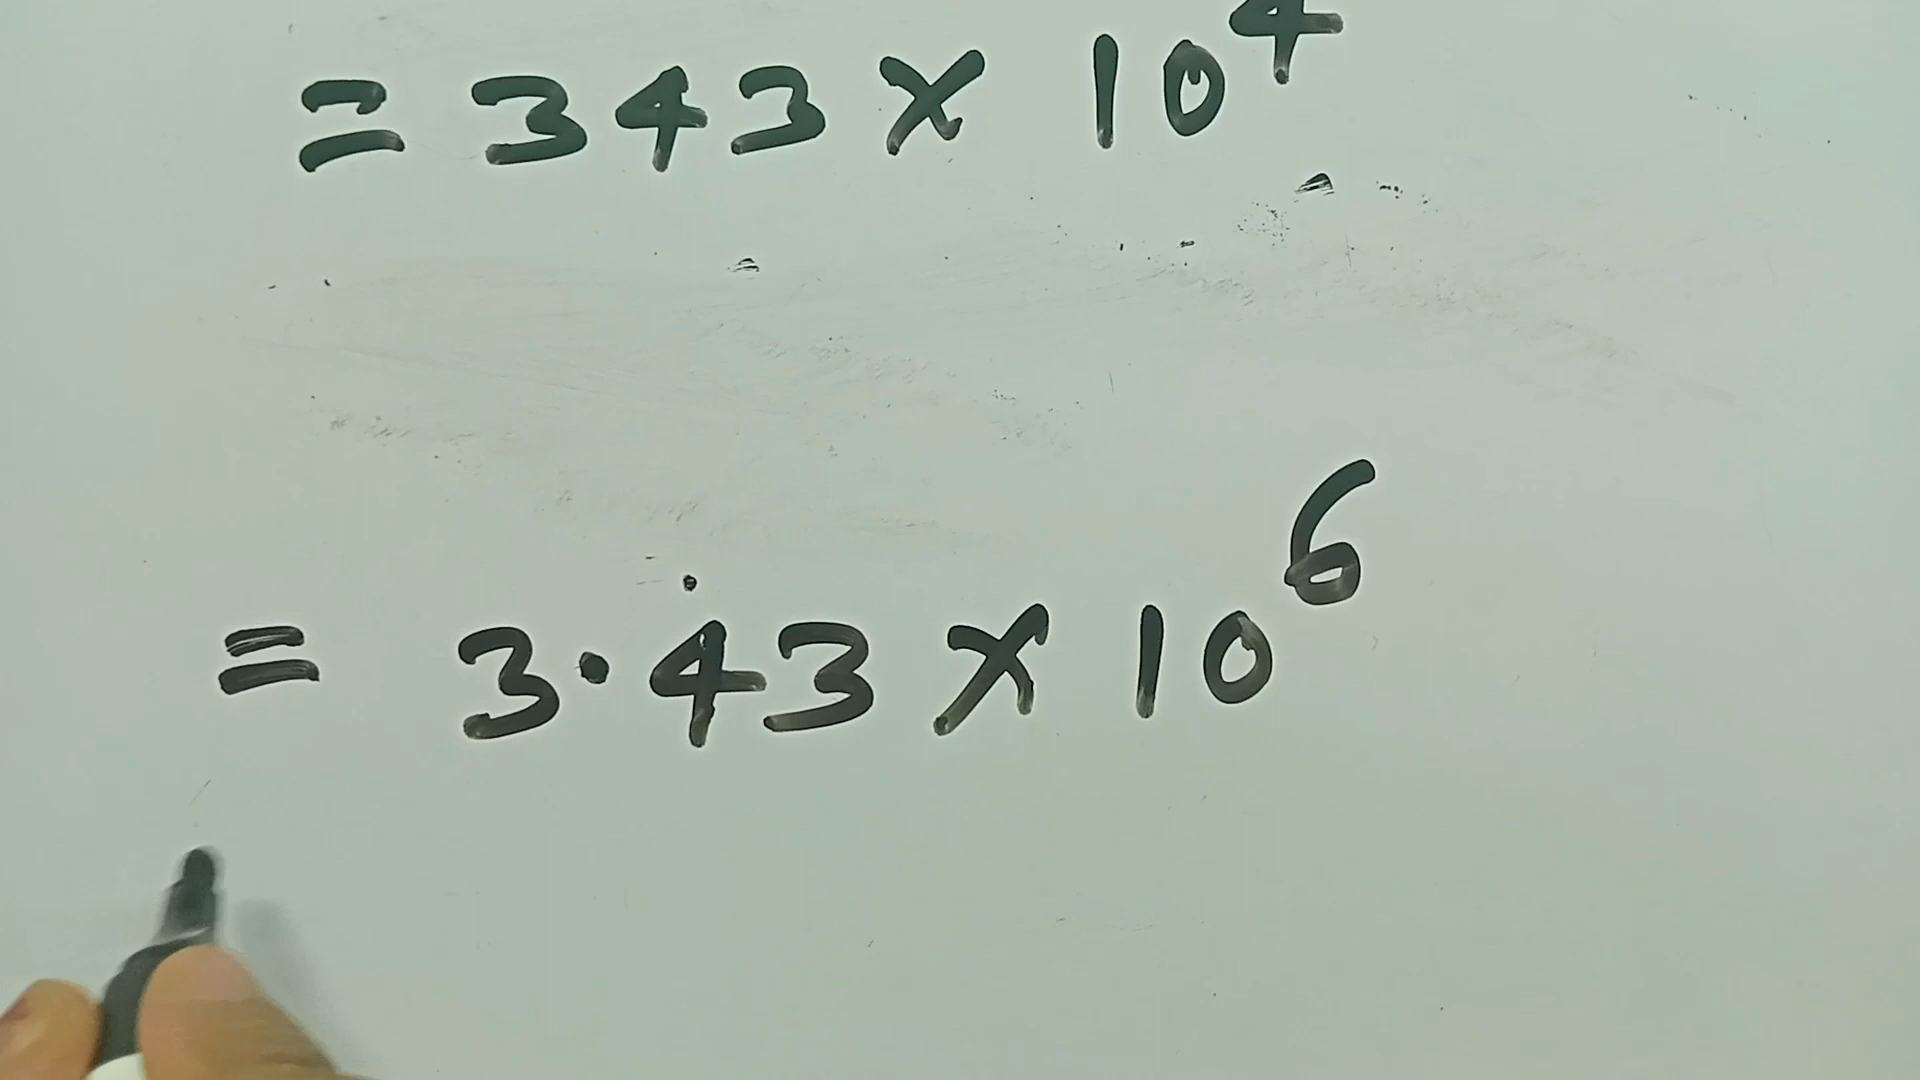 = 343 × 10⁴
= 3.43 × 10⁶